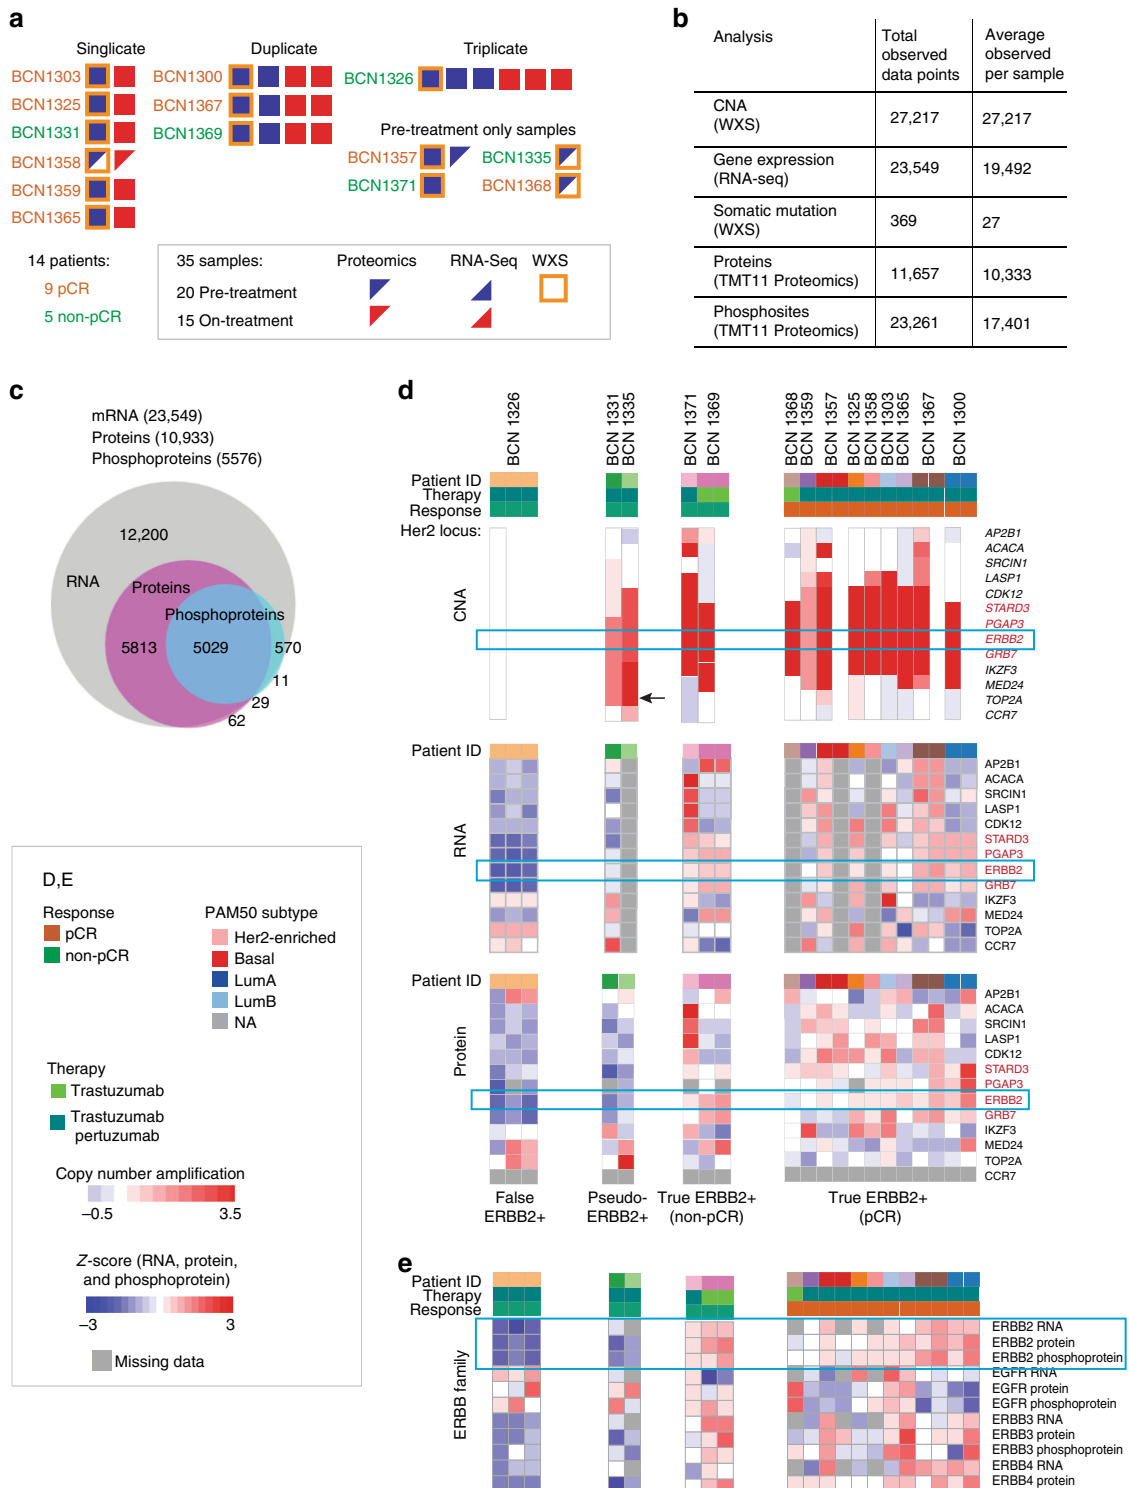 a
Singlicate
Duplicate
Triplicate
BCN1303
BCN1325
BCN1331
BCN1358
BCN1359
BCN1365
BCN1300
BCN1367
BCN1369
BCN1326
Pre-treatment only samples
BCN1357
BCN1335
BCN1371
BCN1368
14 patients:
9 pCR
5 non-pCR
35 samples:
Proteomics
RNA-Seq
WXS
20 Pre-treatment
15 On-treatment
b
Analysis
Total
observed
data points
Average
observed
per sample
CNA
(WXS)
27,217
27,217
Gene expression
(RNA-seq)
23,549
19,492
Somatic mutation
(WXS)
369
27
Proteins
(TMT11 Proteomics)
11,657
10,333
Phosphosites
(TMT11 Proteomics)
23,261
17,401
c
mRNA (23,549)
Proteins (10,933)
Phosphoproteins (5576)
12,200
RNA
Proteins
Phosphoproteins
5813
5029
570
11
29
62
D,E
Response
pCR
non-pCR
PAM50 subtype
Her2-enriched
Basal
LumA
LumB
NA
Therapy
Trastuzumab
Trastuzumab
pertuzumab
Copy number amplification
–0.5
3.5
Z-score (RNA, protein,
and phosphoprotein)
–3
3
Missing data
d
BCN 1326
BCN 1331
BCN 1335
BCN 1371
BCN 1369
BCN 1368
BCN 1359
BCN 1357
BCN 1325
BCN 1358
BCN 1303
BCN 1365
BCN 1367
BCN 1300
Patient ID
Therapy
Response
Her2 locus:
CNA
AP2B1
ACACA
SRCIN1
LASP1
CDK12
STARD3
PGAP3
ERBB2
GRB7
IKZF3
MED24
TOP2A
CCR7
Patient ID
RNA
AP2B1
ACACA
SRCIN1
LASP1
CDK12
STARD3
PGAP3
ERBB2
GRB7
IKZF3
MED24
TOP2A
CCR7
Patient ID
Protein
AP2B1
ACACA
SRCIN1
LASP1
CDK12
STARD3
PGAP3
ERBB2
GRB7
IKZF3
MED24
TOP2A
CCR7
False
ERBB2+
Pseudo-
ERBB2+
True ERBB2+
(non-pCR)
True ERBB2+
(pCR)
e
Patient ID
Therapy
Response
ERBB family
ERBB2 RNA
ERBB2 protein
ERBB2 phosphoprotein
EGFR RNA
EGFR protein
EGFR phosphoprotein
ERBB3 RNA
ERBB3 protein
ERBB3 phosphoprotein
ERBB4 RNA
ERBB4 protein